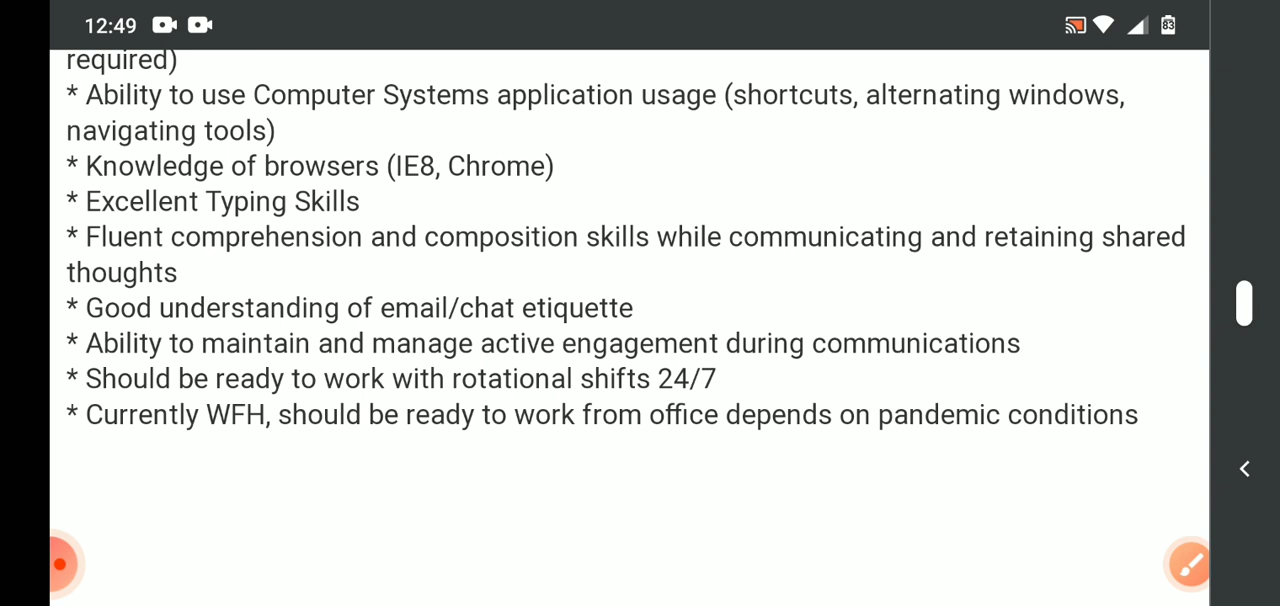 12:49
83
required)
* Ability to use Computer Systems application usage (shortcuts, alternating windows,
navigating tools)
* Knowledge of browsers (IE8, Chrome)
* Excellent Typing Skills
* Fluent comprehension and composition skills while communicating and retaining shared
thoughts
* Good understanding of email/chat etiquette
* Ability to maintain and manage active engagement during communications
* Should be ready to work with rotational shifts 24/7
* Currently WFH, should be ready to work from office depends on pandemic conditions